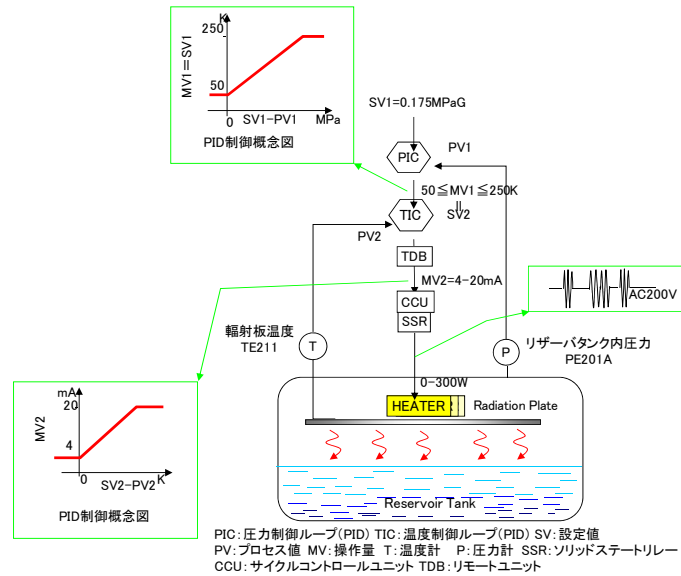 K
250
MV1＝SV1
50
0
SV1-PV1
MPa
PID制御概念図
SV1=0.175MPaG
PV1
PIC
50≦MV1≦250K
॥
SV2
TIC
PV2
TDB
MV2=4-20mA
CCU
SSR
AC200V
輻射板温度
TE211
T
P
リザーバタンク内圧力
PE201A
0-300W
HEATER
Radiation Plate
Reservoir Tank
mA
20
MV2
4
0
SV2-PV2
K
PID制御概念図
PIC：圧力制御ループ(PID) TIC：温度制御ループ(PID) SV：設定値
PV：プロセス値 MV：操作量 T：温度計 P：圧力計 SSR：ソリッドステートリレー
CCU：サイクルコントロールユニット TDB：リモートユニット